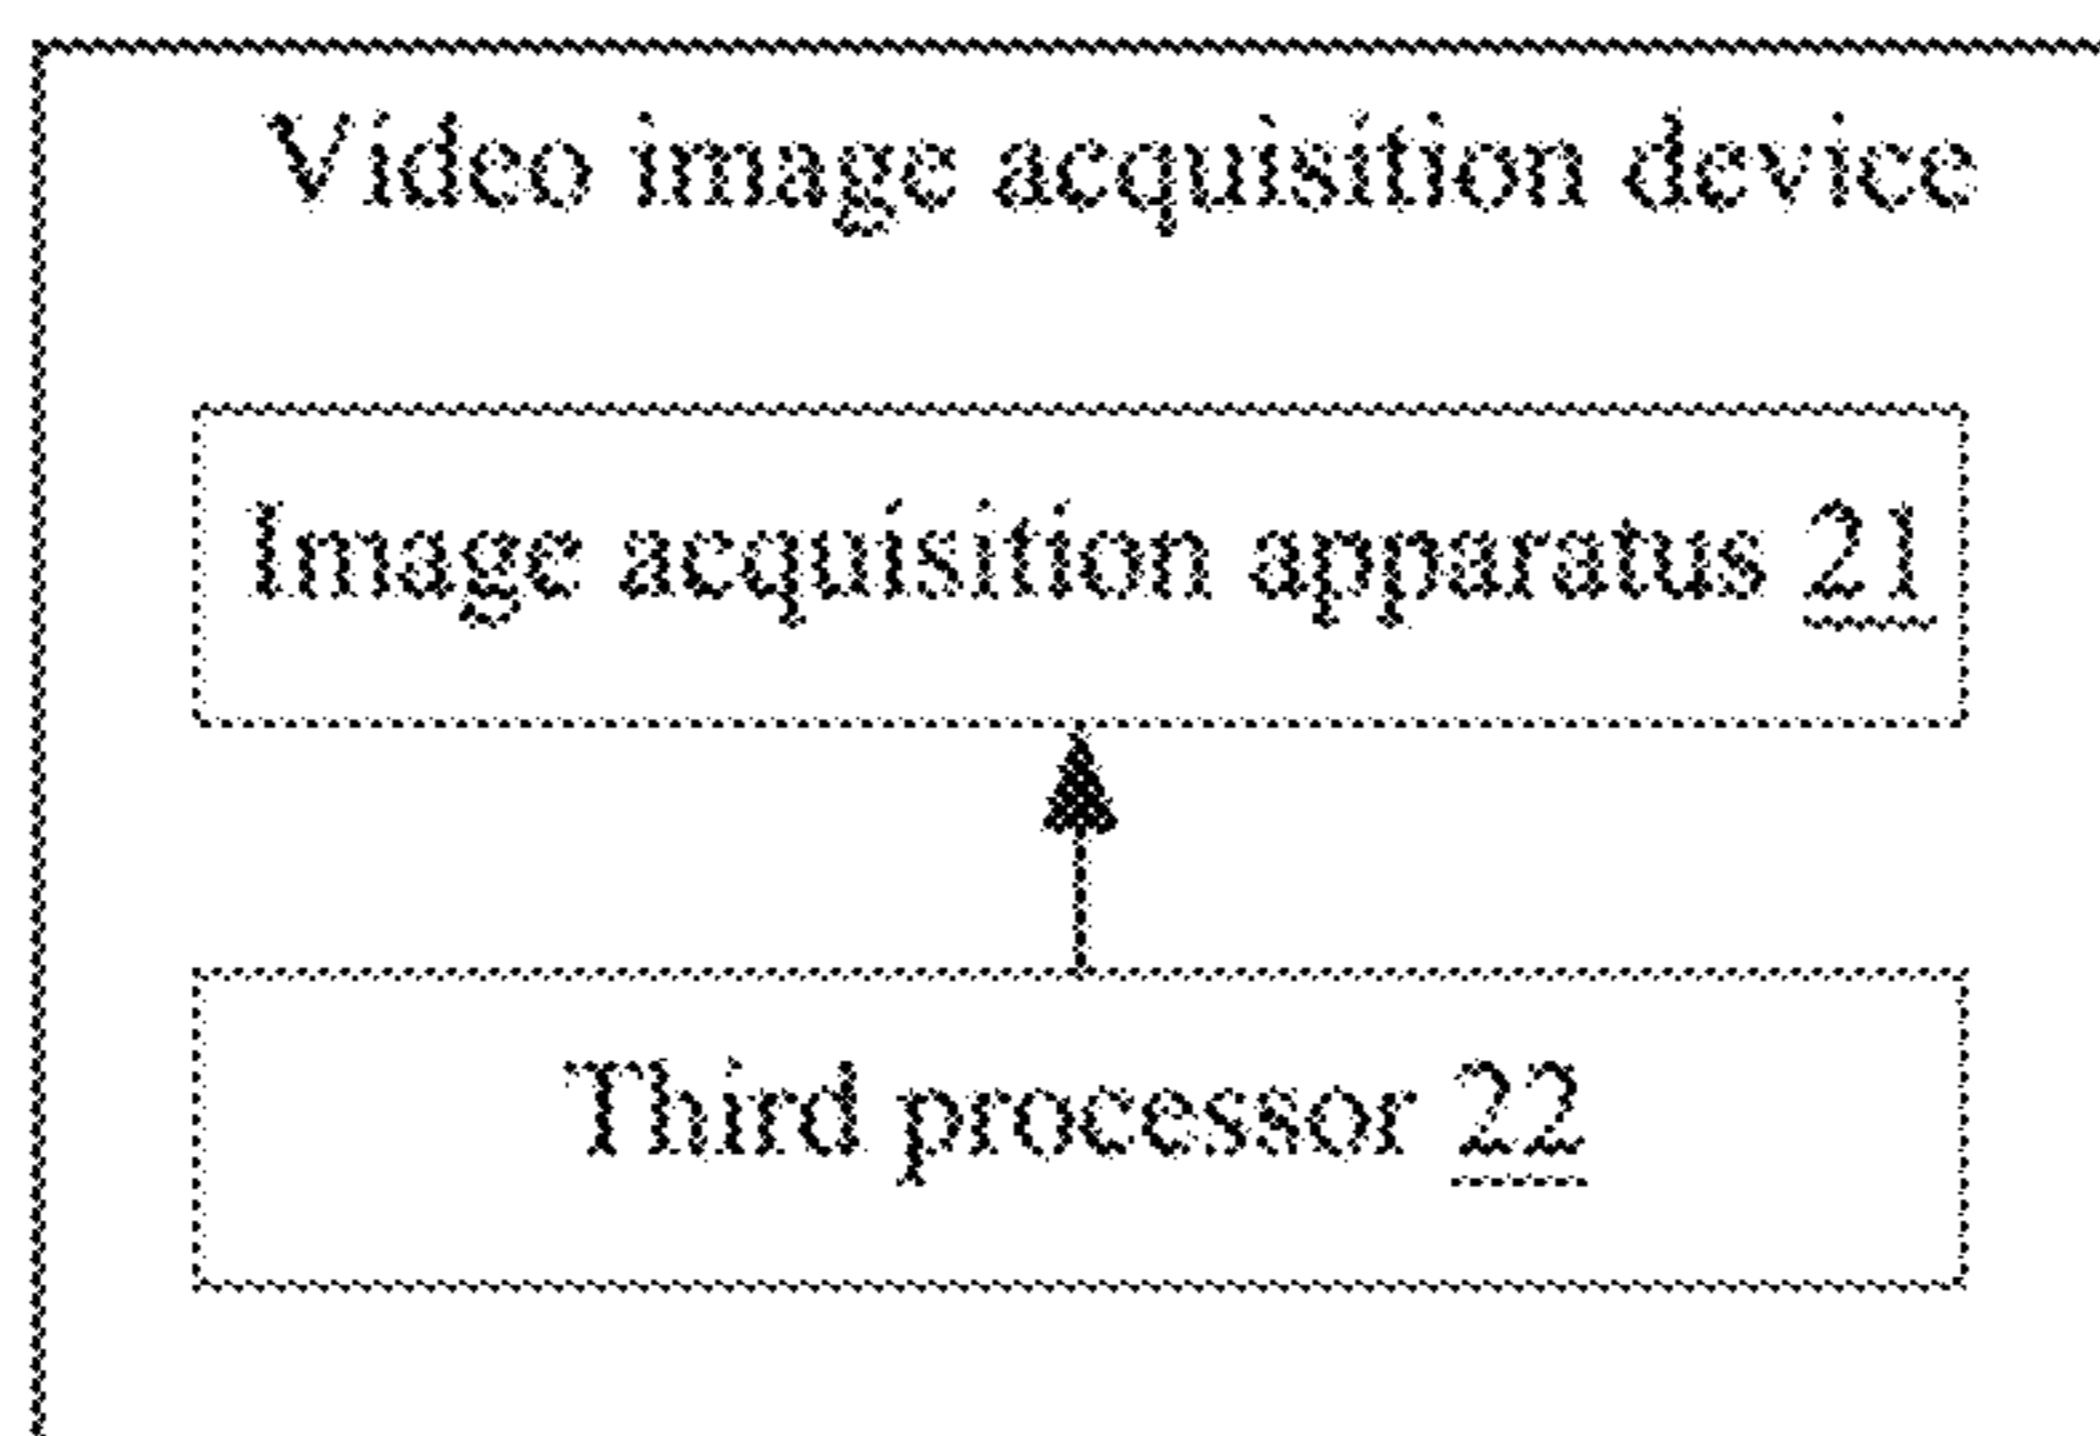 Video image acquisition device
Image acquisition apparatus 21
Third processor 22